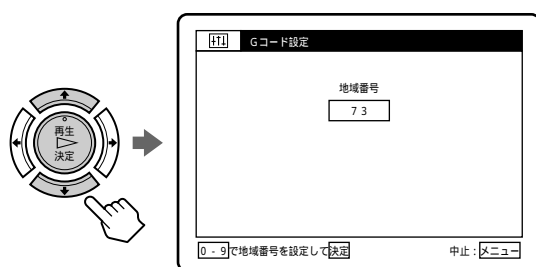 再生
決定
Gコード設定
地域番号
7 3
0 - 9で地域番号を設定して決定
中止 : メニュー